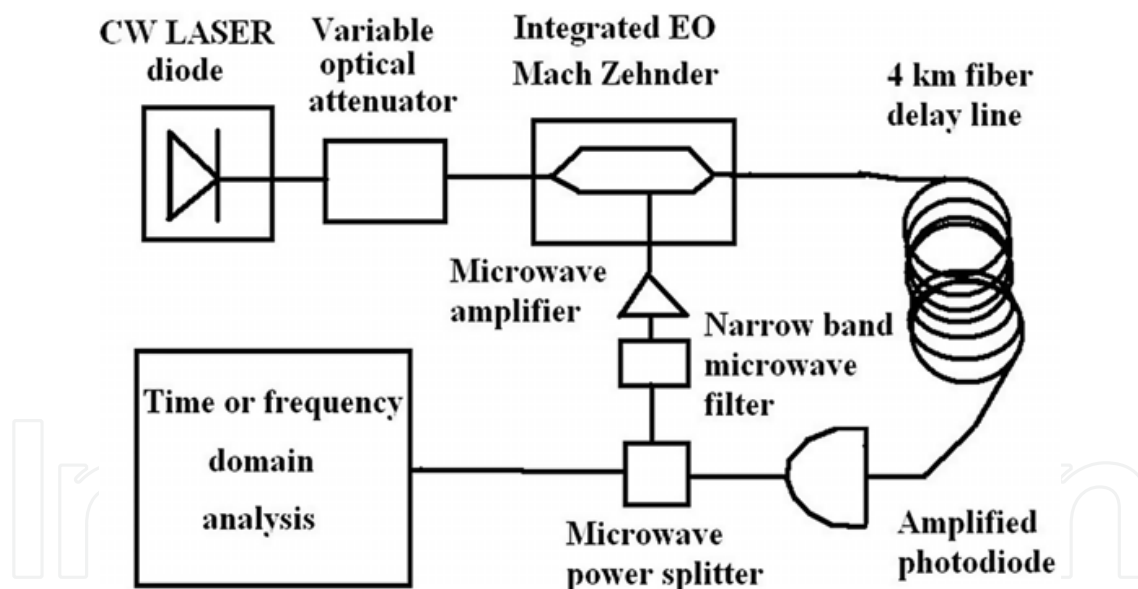 CW LASER
diode
Variable
optical
attenuator
Integrated EO
Mach Zehnder
4 km fiber
delay line
Microwave
amplifier
Narrow band
microwave
filter
Time or frequency
domain
analysis
Microwave
power splitter
Amplified
photodiode